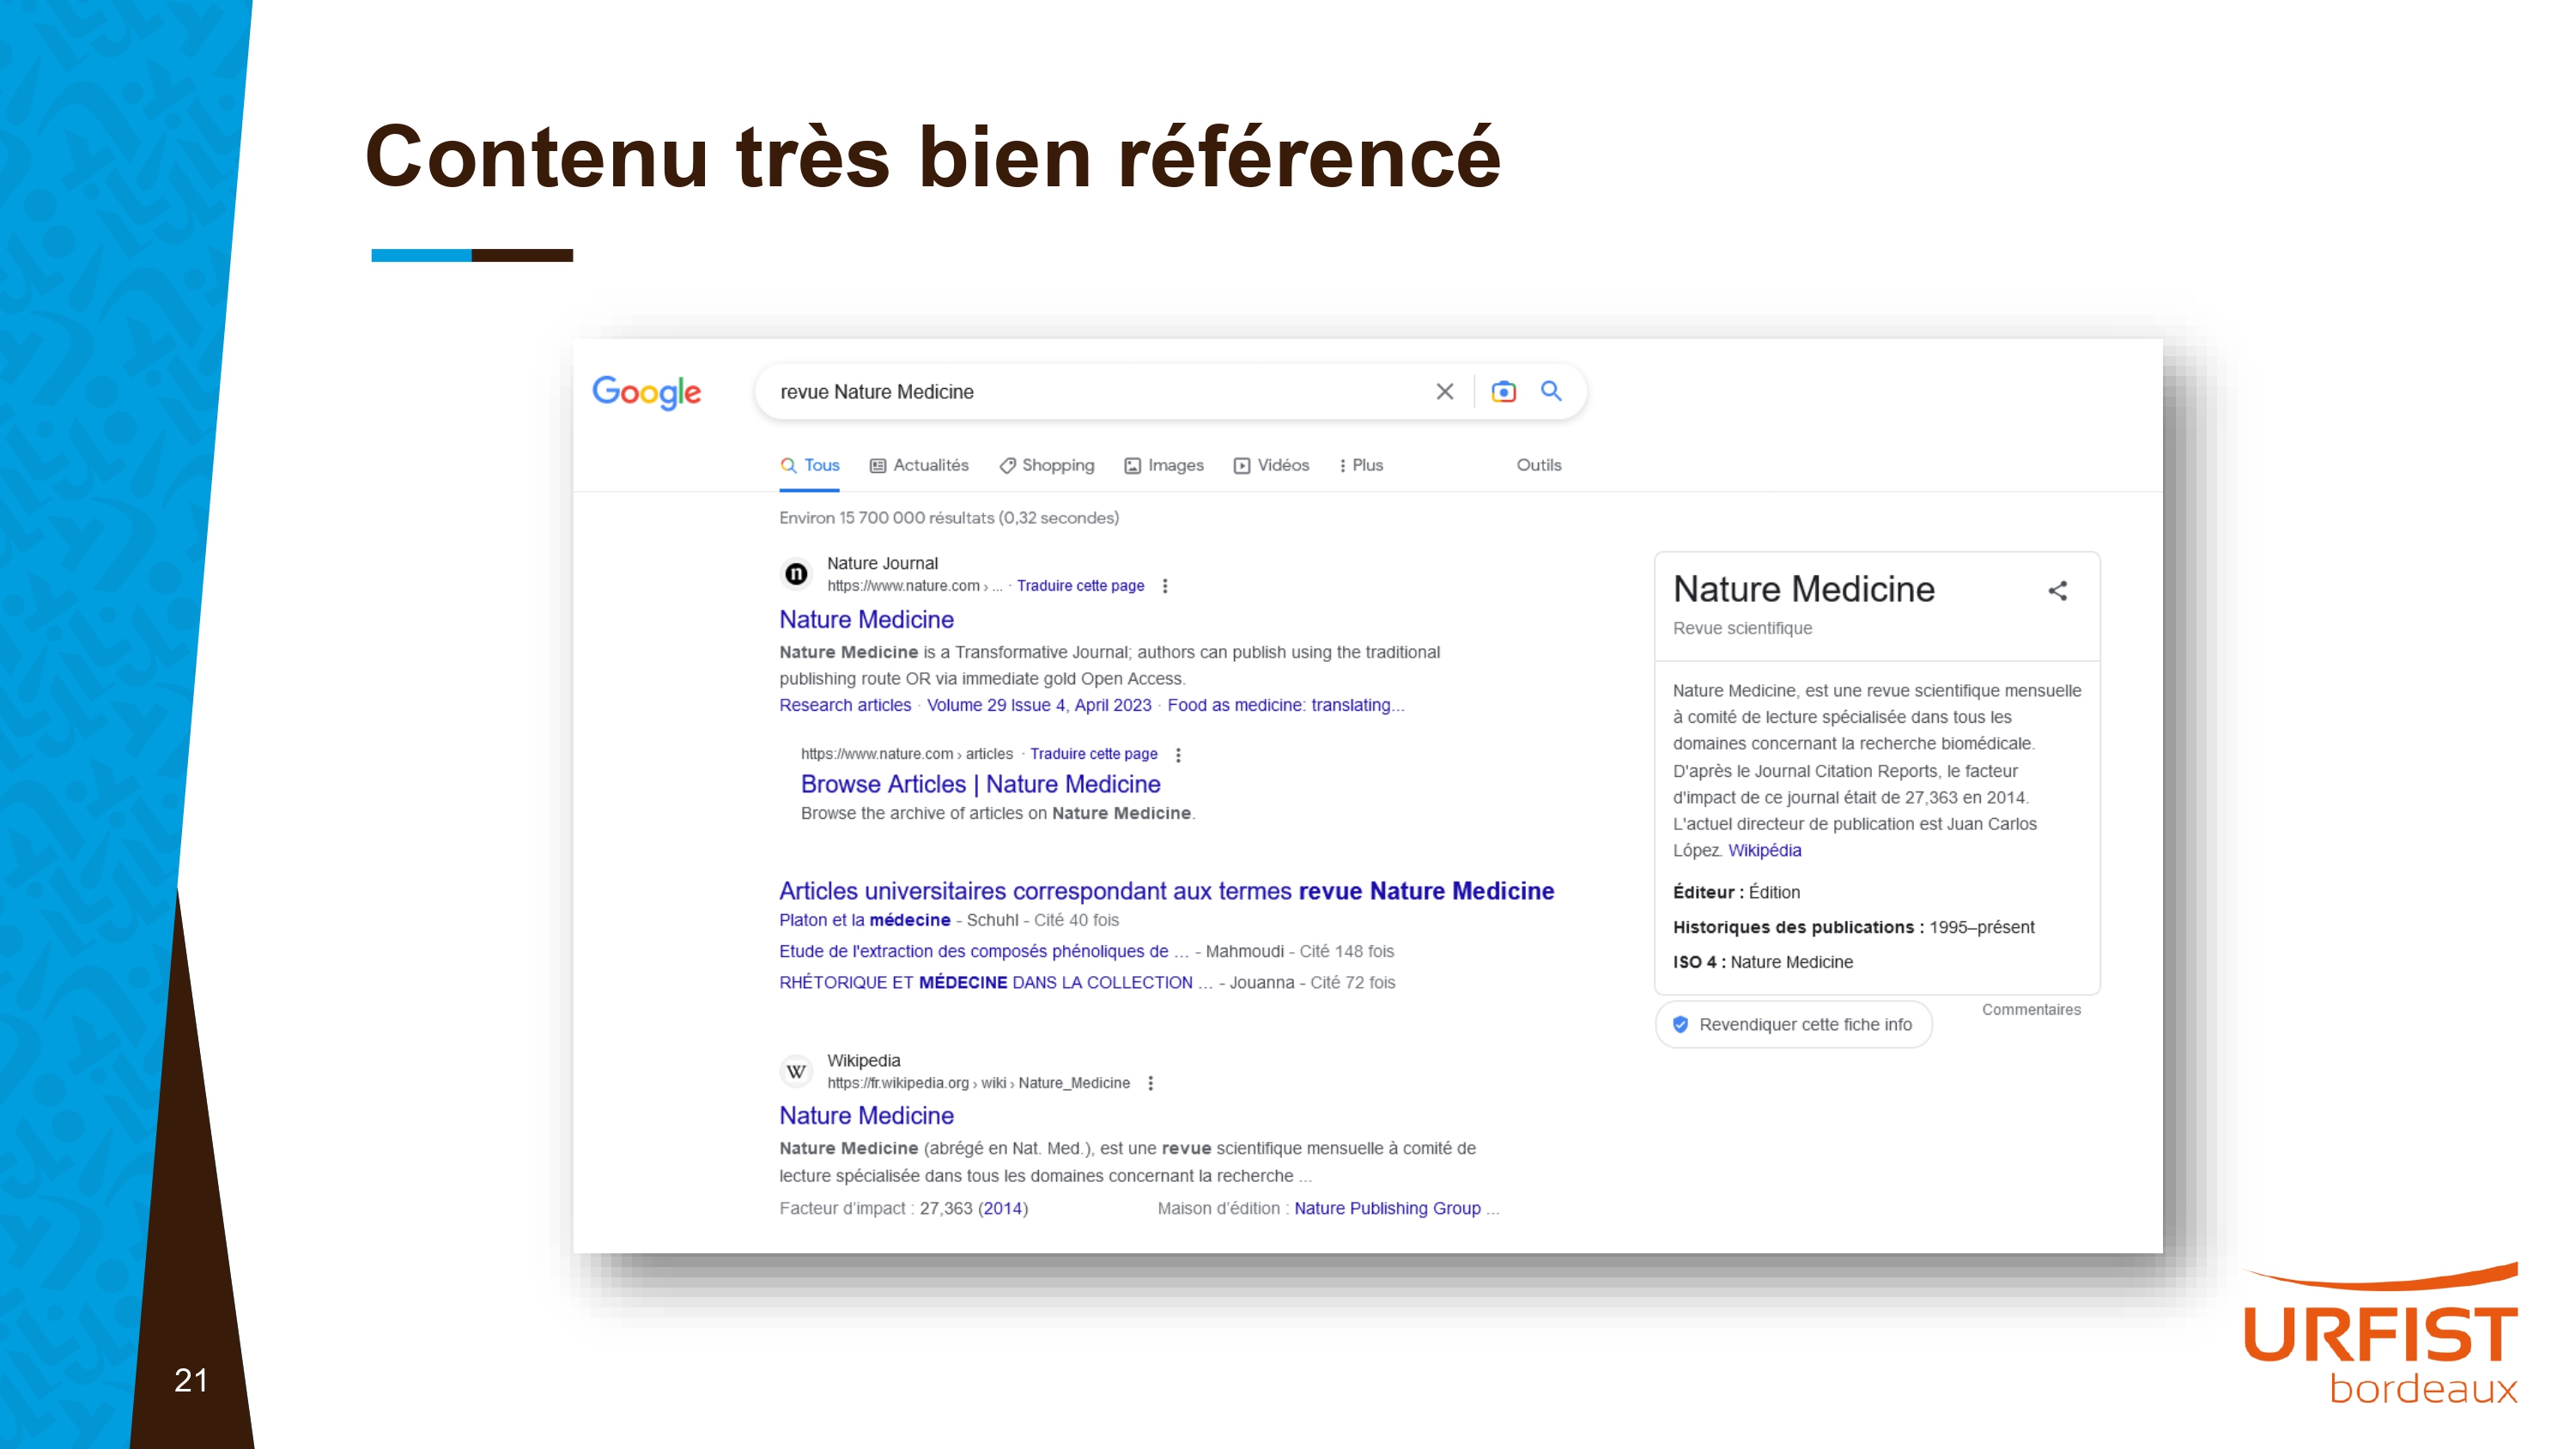 Contenu très bien référencé
Google
revue Nature Medicine
Tous Actualités Shopping Images Vidéos Plus Outils
Environ 15 700 000 résultats (0,32 secondes)
n
Nature Journal
https://www.nature.com › ... · Traduire cette page
Nature Medicine
Nature Medicine is a Transformative Journal; authors can publish using the traditional
publishing route OR via immediate gold Open Access.
Research articles · Volume 29 Issue 4, April 2023 · Food as medicine: translating...
https://www.nature.com › articles · Traduire cette page
Browse Articles | Nature Medicine
Browse the archive of articles on Nature Medicine.
Articles universitaires correspondant aux termes revue Nature Medicine
Platon et la médecine - Schuhl - Cité 40 fois
Etude de l'extraction des composés phénoliques de ... - Mahmoudi - Cité 148 fois
RHÉTORIQUE ET MÉDECINE DANS LA COLLECTION ... - Jouanna - Cité 72 fois
W
Wikipedia
https://fr.wikipedia.org › wiki › Nature_Medicine
Nature Medicine
Nature Medicine (abrégé en Nat. Med.), est une revue scientifique mensuelle à comité de
lecture spécialisée dans tous les domaines concernant la recherche ...
Facteur d'impact : 27,363 (2014) Maison d'édition : Nature Publishing Group ...
Nature Medicine
Revue scientifique
Nature Medicine, est une revue scientifique mensuelle
à comité de lecture spécialisée dans tous les
domaines concernant la recherche biomédicale.
D'après le Journal Citation Reports, le facteur
d'impact de ce journal était de 27,363 en 2014.
L'actuel directeur de publication est Juan Carlos
López. Wikipédia
Éditeur : Édition
Historiques des publications : 1995–présent
ISO 4 : Nature Medicine
Commentaires
Revendiquer cette fiche info
21
URFIST
bordeaux